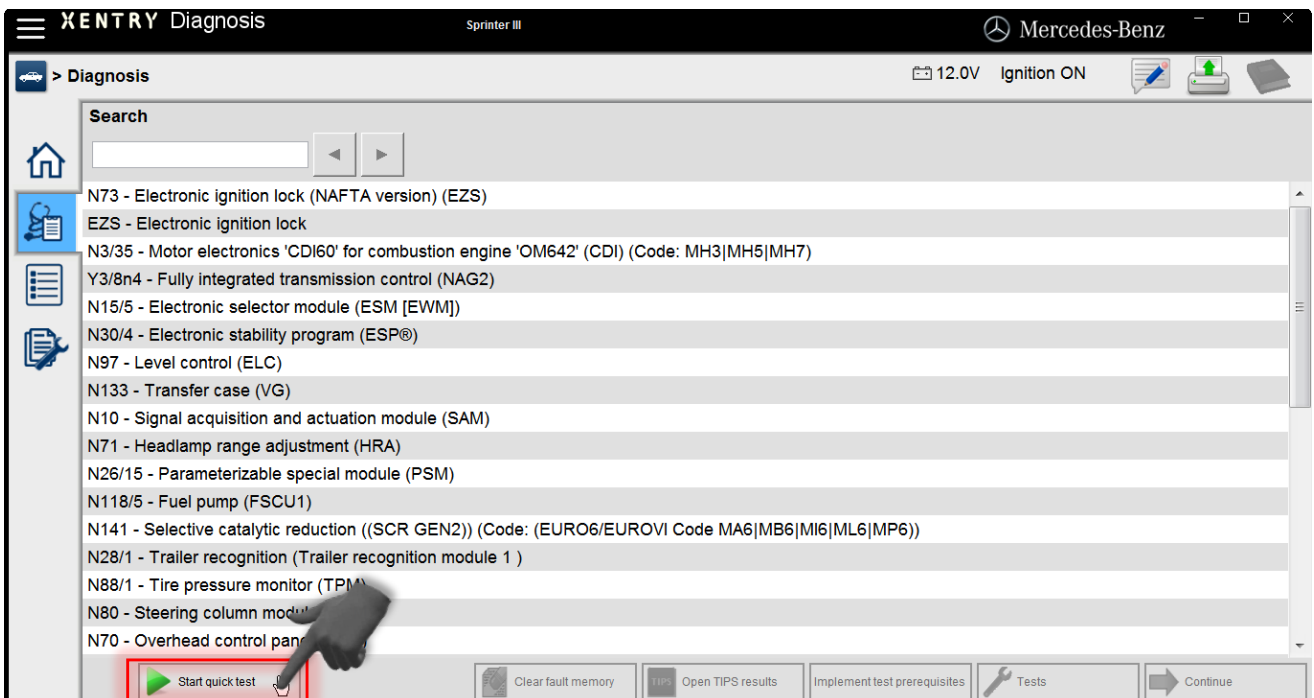 XENTRY Diagnosis
Sprinter III
Mercedes-Benz
> Diagnosis
12.0V
Ignition ON
Search
N73 - Electronic ignition lock (NAFTA version) (EZS)
EZS - Electronic ignition lock
N3/35 - Motor electronics 'CDI60' for combustion engine 'OM642' (CDI) (Code: MH3|MH5|MH7)
Y3/8n4 - Fully integrated transmission control (NAG2)
N15/5 - Electronic selector module (ESM [EWM])
N30/4 - Electronic stability program (ESP®)
N97 - Level control (ELC)
N133 - Transfer case (VG)
N10 - Signal acquisition and actuation module (SAM)
N71 - Headlamp range adjustment (HRA)
N26/15 - Parameterizable special module (PSM)
N118/5 - Fuel pump (FSCU1)
N141 - Selective catalytic reduction ((SCR GEN2)) (Code: (EURO6/EUROVI Code MA6|MB6|MI6|ML6|MP6))
N28/1 - Trailer recognition (Trailer recognition module 1 )
N88/1 - Tire pressure monitor (TPM)
N80 - Steering column
N70 - Overhead control
Start quick test
Clear fault memory
TIPS
Open TIPS results
Implement test prerequisites
Tests
Continue